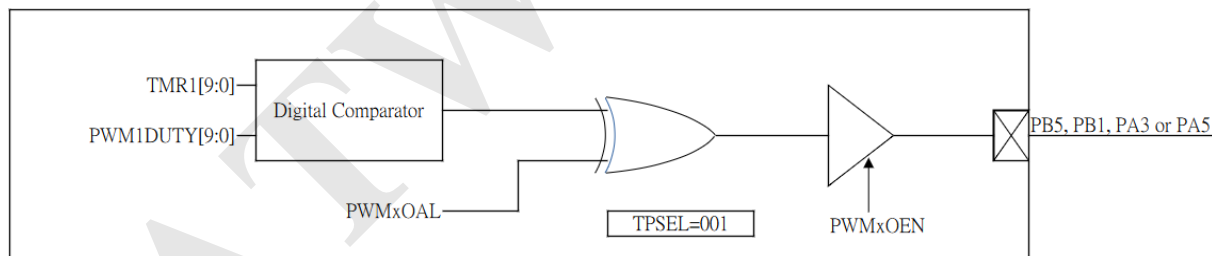 TMR1[9:0]
Digital Comparator
PWM1DUTY[9:0]
PB5, PB1, PA3 or PA5
PWMxOAL
TPSEL=001
PWMxOEN